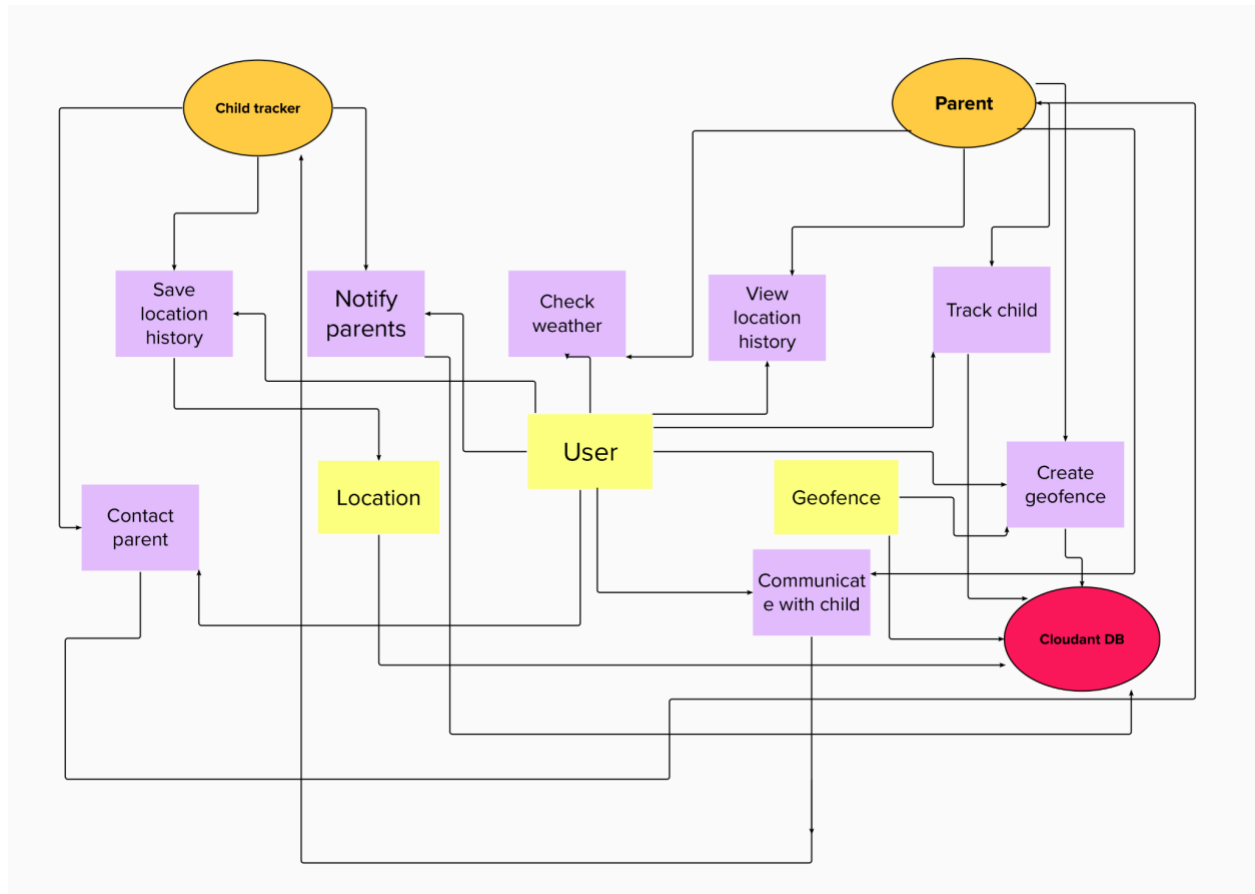 Child tracker
Parent
Save
location
history
Notify
parents
Check
weather
View
location
history
Track child
User
Location
Geofence
Create
geofence
Contact
parent
Communicat
e with child
Cloudant DB